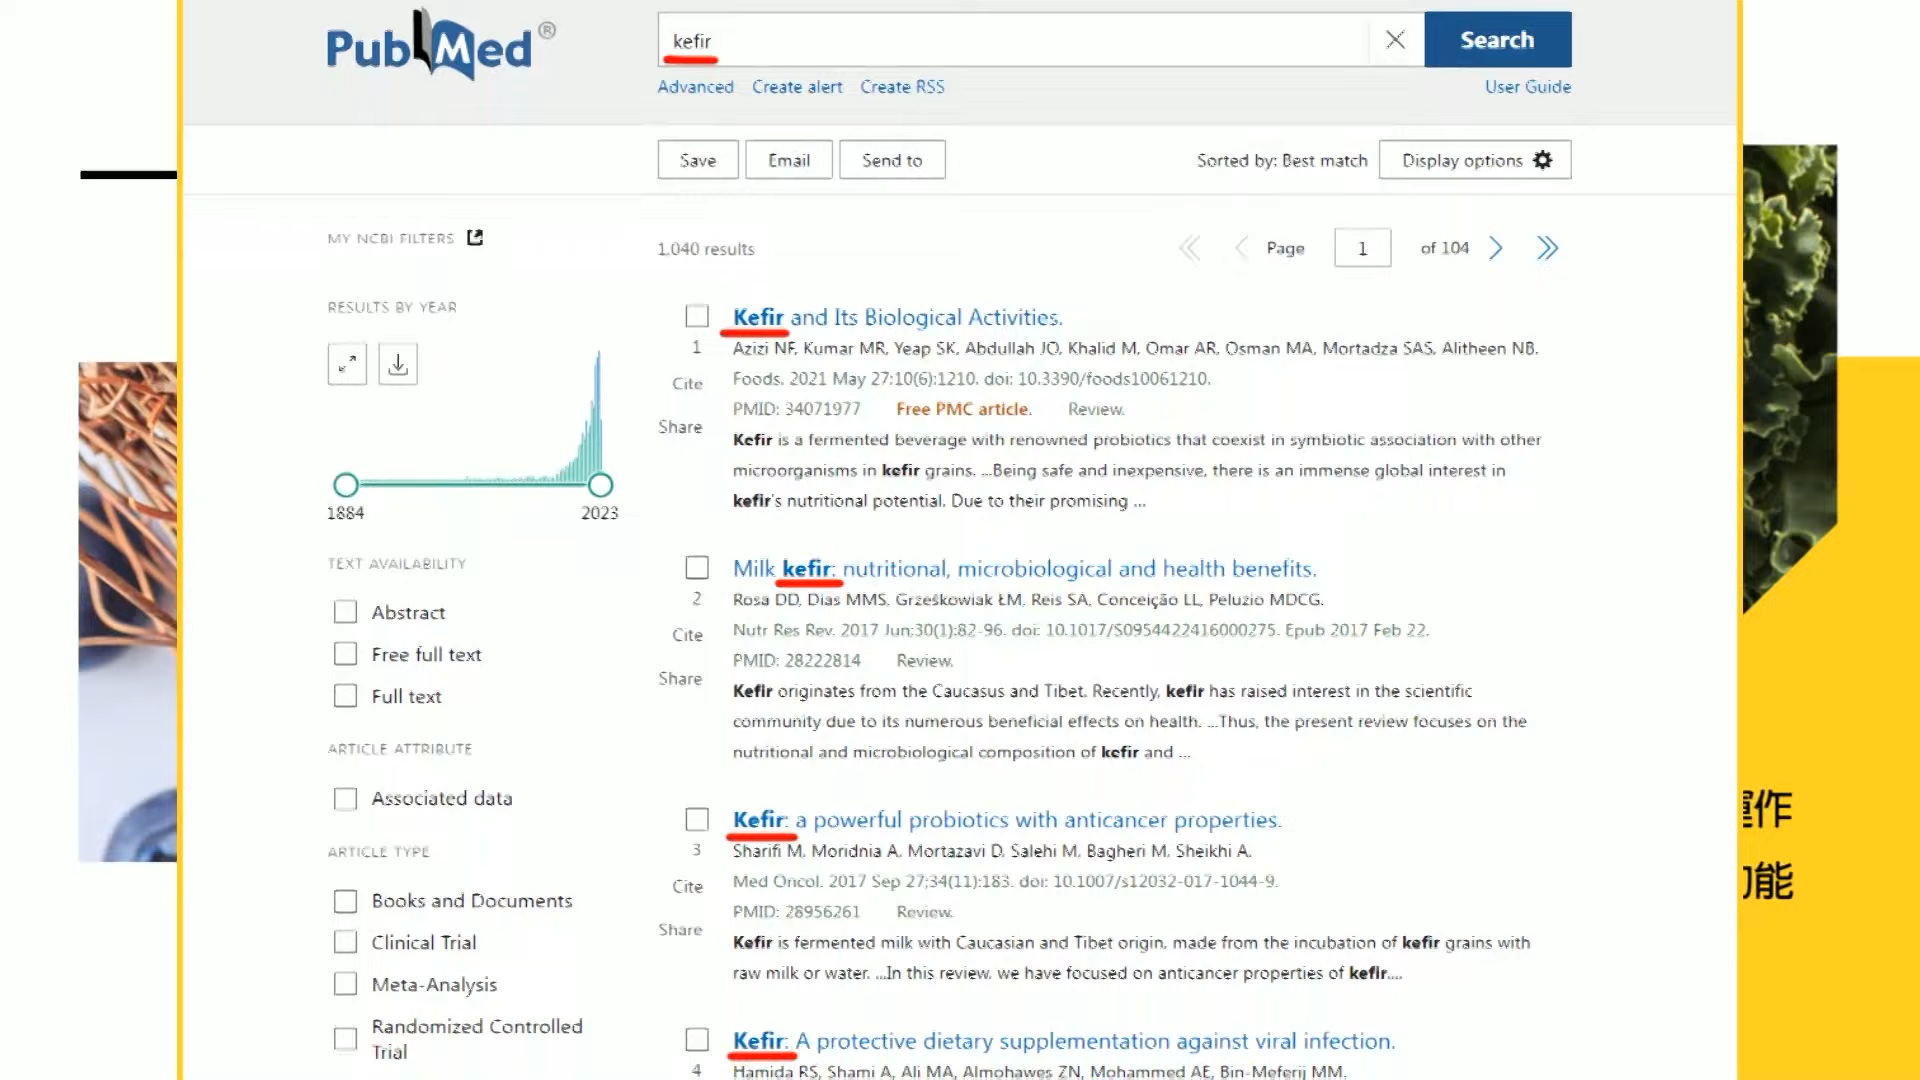 PubMed®
kefir
Search
Advanced Create alert Create RSS User Guide
Save Email Send to Sorted by: Best match Display options
MY NCBI FILTERS
1,040 results Page 1 of 104
RESULTS BY YEAR
1884 2023
TEXT AVAILABILITY
Abstract
Free full text
Full text
ARTICLE ATTRIBUTE
Associated data
ARTICLE TYPE
Books and Documents
Clinical Trial
Meta-Analysis
Randomized Controlled
Trial
Kefir and Its Biological Activities.
1 Azizi NF, Kumar MR, Yeap SK, Abdullah JO, Khalid M, Omar AR, Osman MA, Mortadza SAS, Alitheen NB.
Cite Foods. 2021 May 27;10(6):1210. doi: 10.3390/foods10061210.
PMID: 34071977 Free PMC article. Review.
Share
Kefir is a fermented beverage with renowned probiotics that coexist in symbiotic association with other
microorganisms in kefir grains. ...Being safe and inexpensive, there is an immense global interest in
kefir's nutritional potential. Due to their promising ...
Milk kefir: nutritional, microbiological and health benefits.
2 Rosa DD, Dias MMS, Grześkowiak ŁM, Reis SA, Conceição LL, Peluzio MDCG.
Cite Nutr Res Rev. 2017 Jun;30(1):82-96. doi: 10.1017/S0954422416000275. Epub 2017 Feb 22.
PMID: 28222814 Review.
Share
Kefir originates from the Caucasus and Tibet. Recently, kefir has raised interest in the scientific
community due to its numerous beneficial effects on health. ...Thus, the present review focuses on the
nutritional and microbiological composition of kefir and ...
Kefir: a powerful probiotics with anticancer properties.
3 Sharifi M, Moridnia A, Mortazavi D, Salehi M, Bagheri M, Sheikhi A.
Cite Med Oncol. 2017 Sep 27;34(11):183. doi: 10.1007/s12032-017-1044-9.
PMID: 28956261 Review.
Share
Kefir is fermented milk with Caucasian and Tibet origin, made from the incubation of kefir grains with
raw milk or water. ...In this review, we have focused on anticancer properties of kefir....
Kefir: A protective dietary supplementation against viral infection.
4 Hamida RS, Shami A, Ali MA, Almohawes ZN, Mohammed AE, Bin-Meferij MM.
作
能